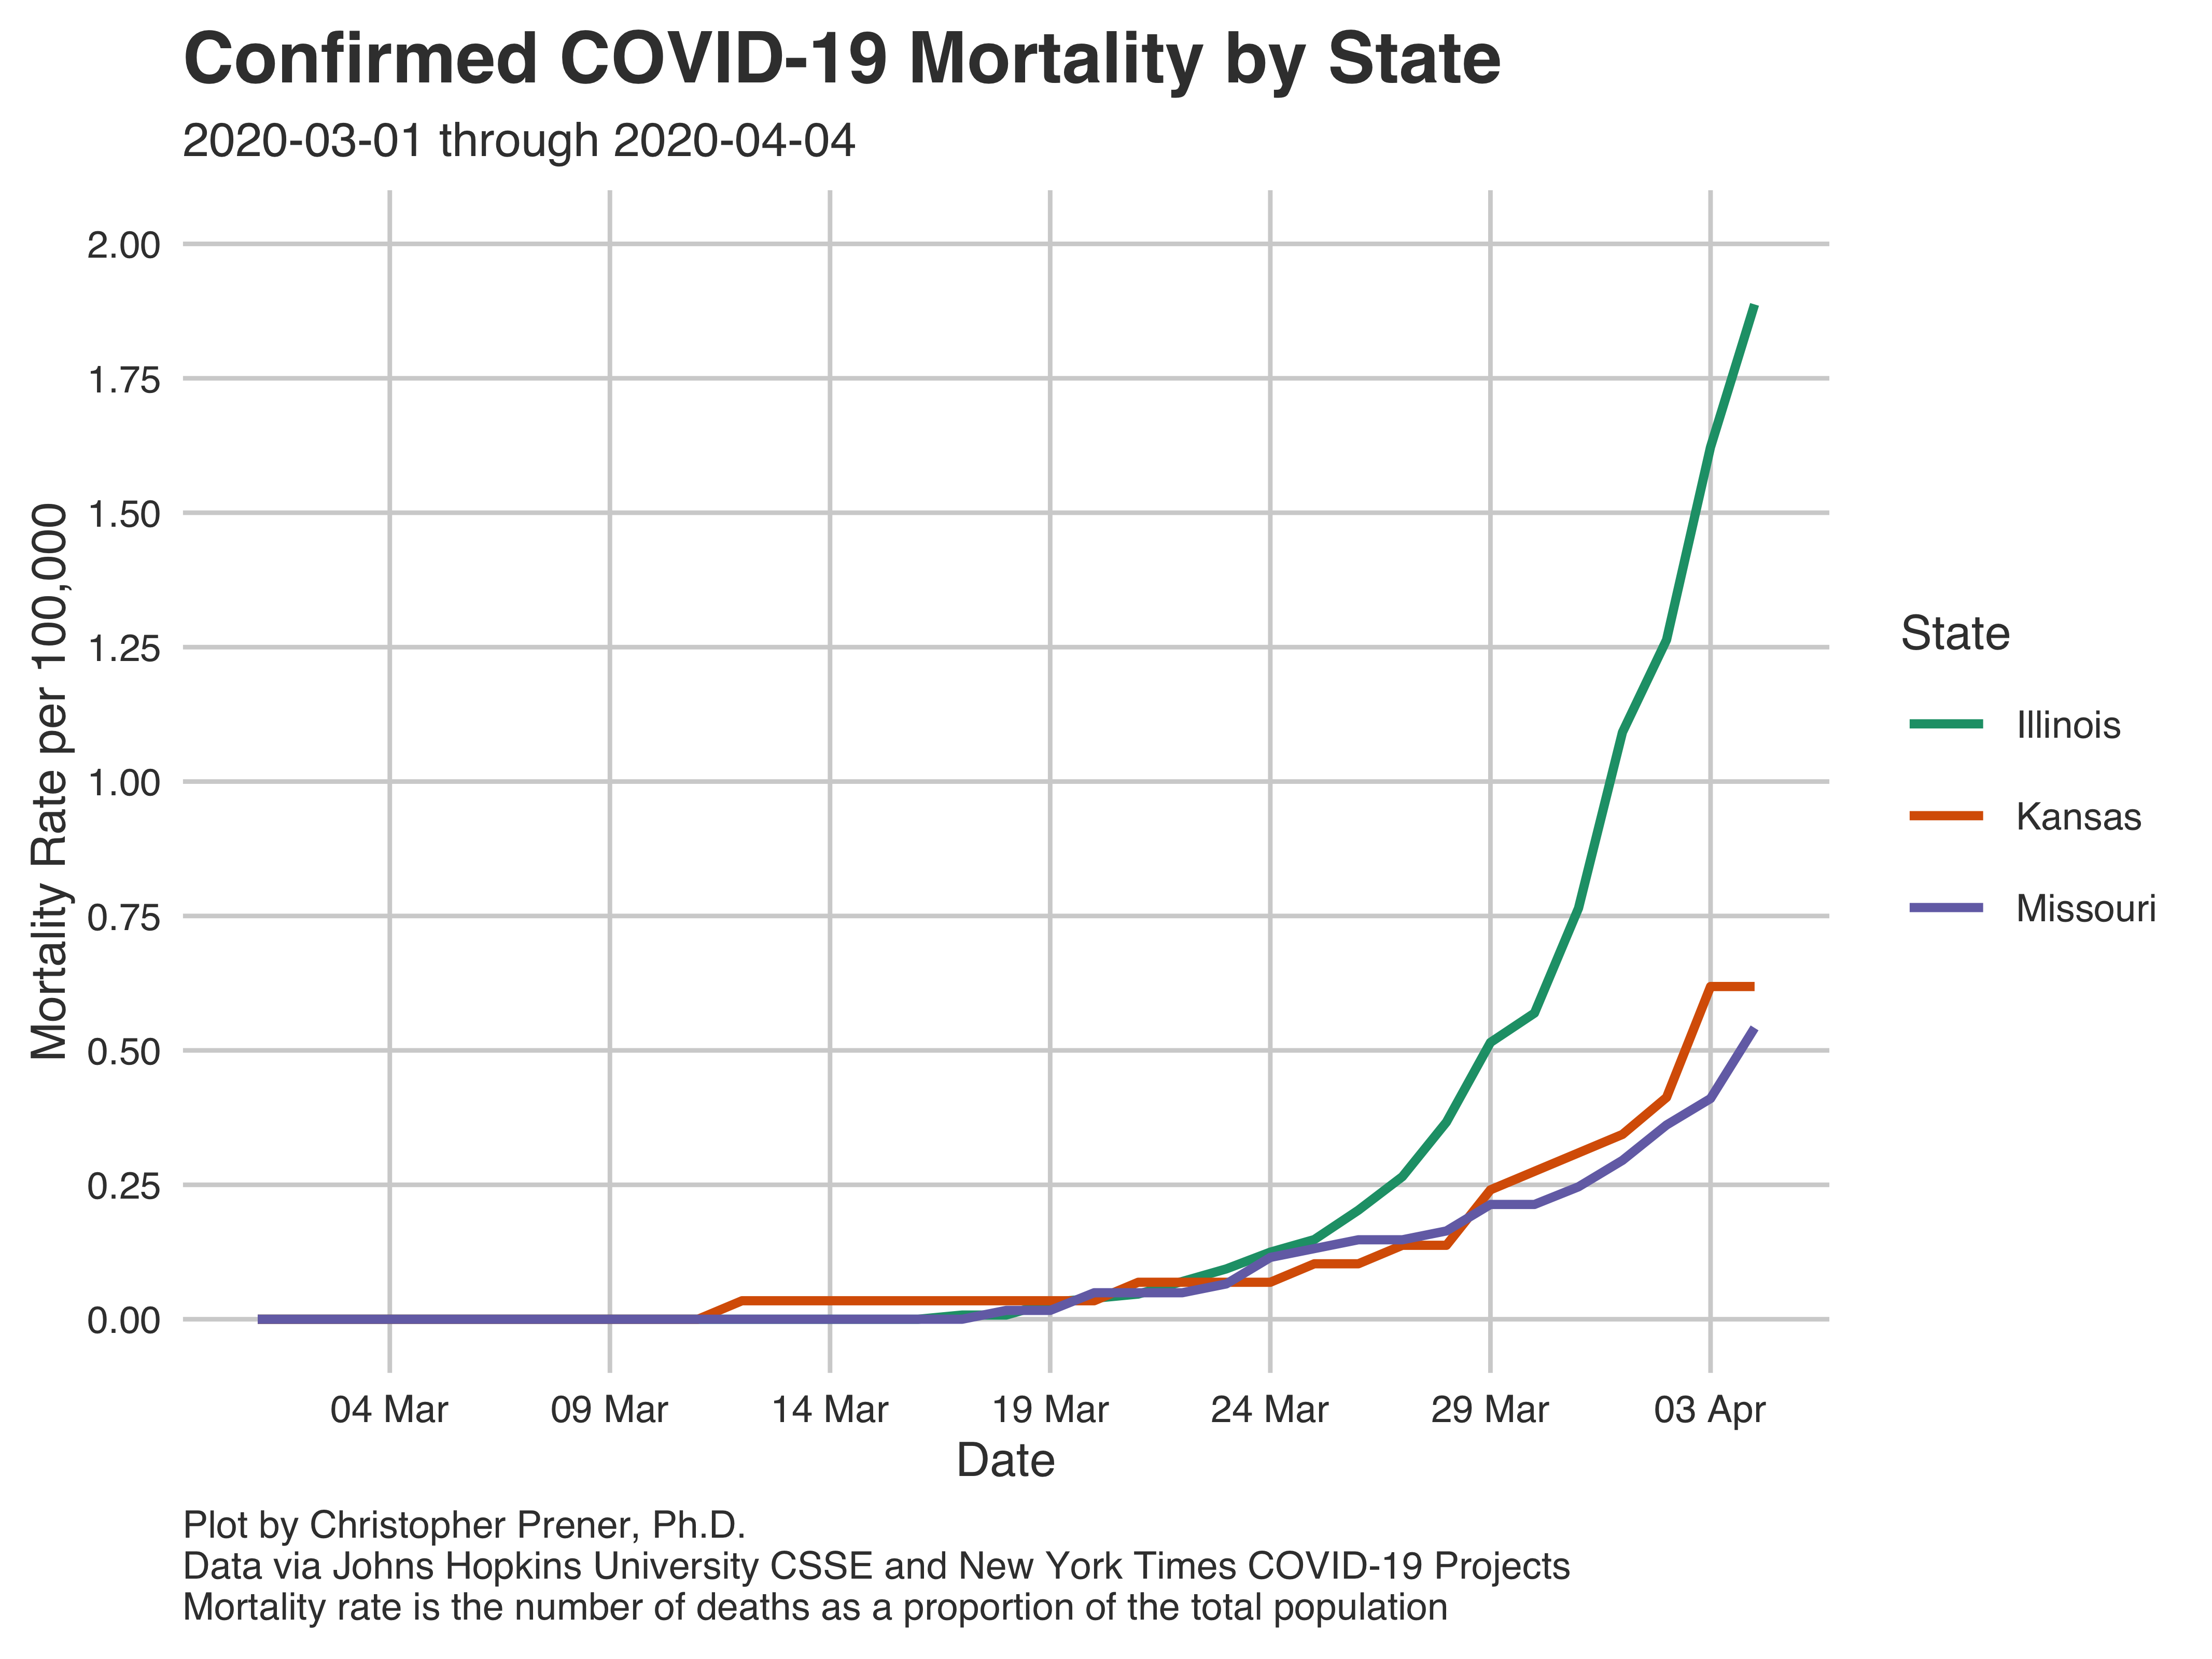 Confirmed COVID-19 Mortality by State
2020-03-01 through 2020-04-04
Mortality Rate per 100,000
2.00
1.75
1.50
1.25
1.00
0.75
0.50
0.25
0.00
04 Mar
09 Mar
14 Mar
19 Mar
24 Mar
29 Mar
03 Apr
Date
State
Illinois
Kansas
Missouri
Plot by Christopher Prener, Ph.D.
Data via Johns Hopkins University CSSE and New York Times COVID-19 Projects
Mortality rate is the number of deaths as a proportion of the total population